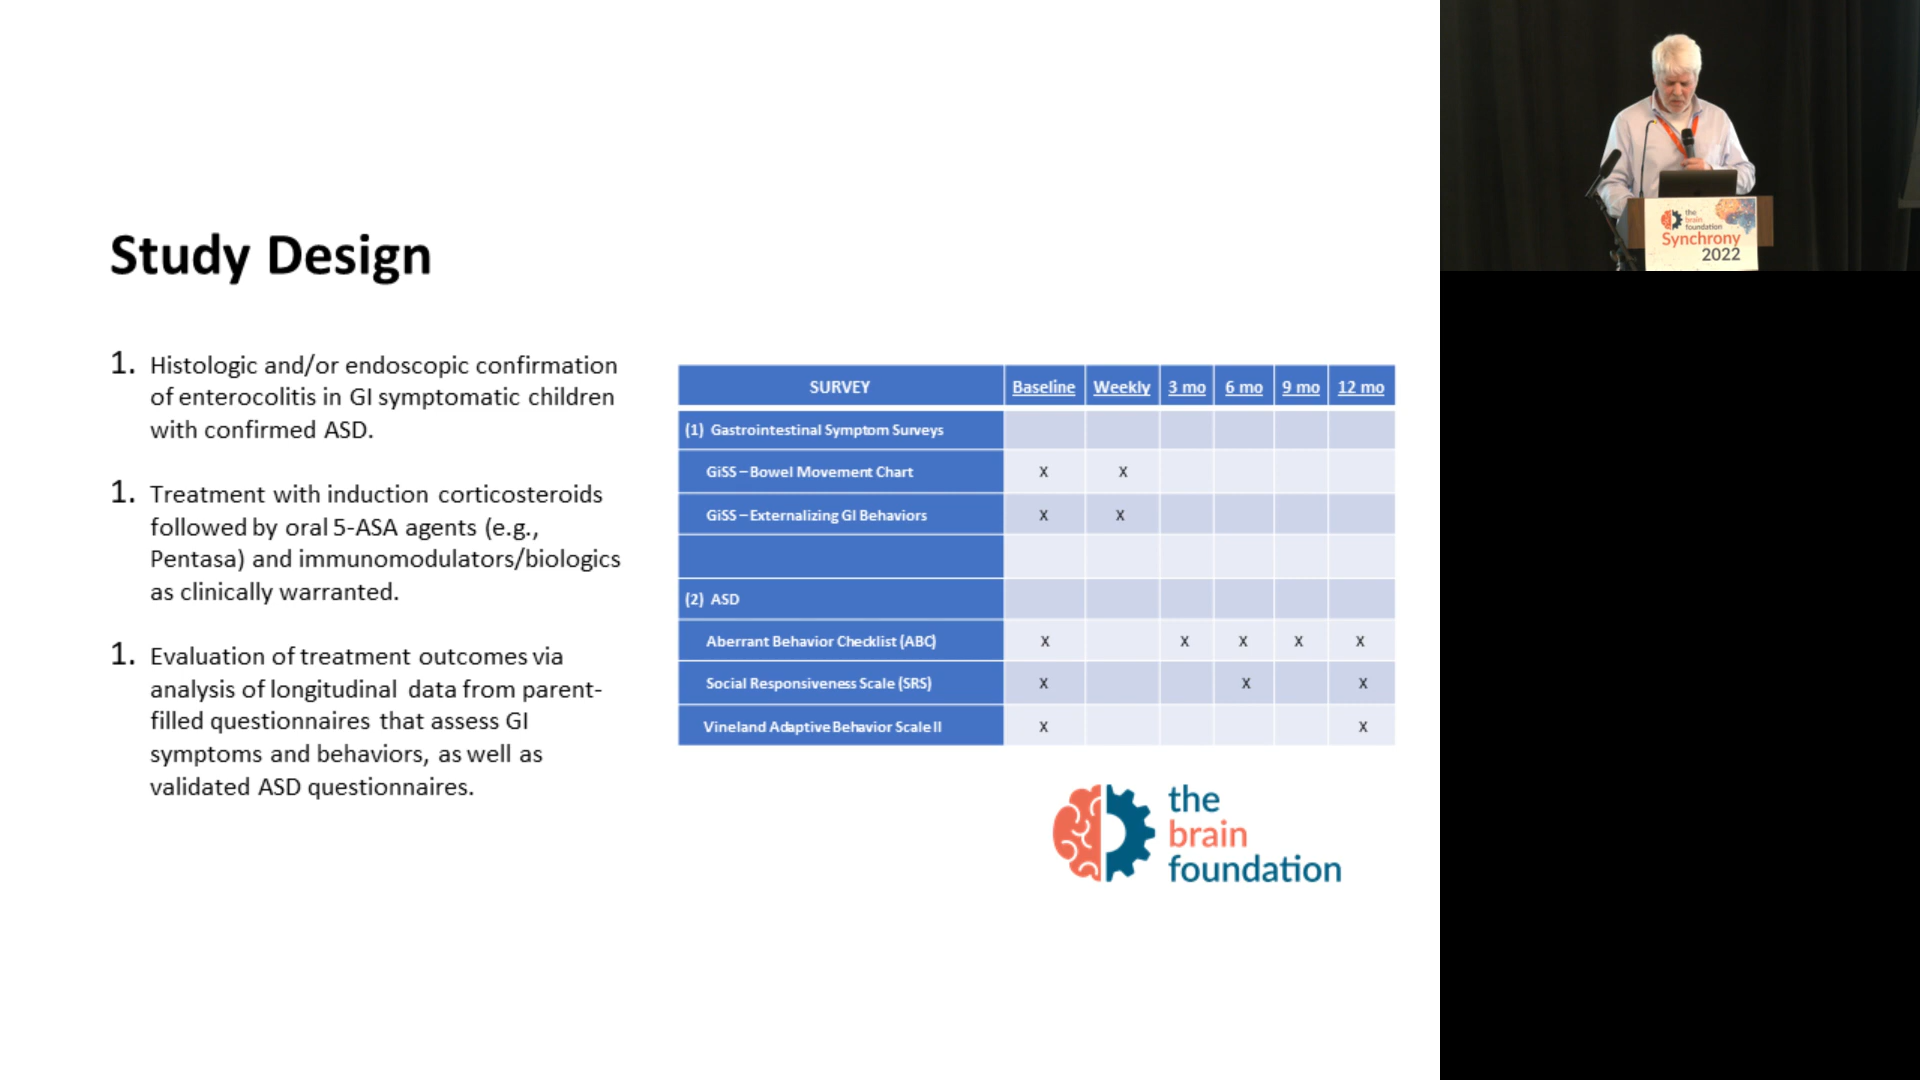 Study Design
1. Histologic and/or endoscopic confirmation
of enterocolitis in GI symptomatic children
with confirmed ASD.
1. Treatment with induction corticosteroids
followed by oral 5-ASA agents (e.g.,
Pentasa) and immunomodulators/biologics
as clinically warranted.
1. Evaluation of treatment outcomes via
analysis of longitudinal data from parent-
filled questionnaires that assess GI
symptoms and behaviors, as well as
validated ASD questionnaires.
SURVEY Baseline Weekly 3 mo 6 mo 9 mo 12 mo
(1) Gastrointestinal Symptom Surveys
GiSS – Bowel Movement Chart X X
GiSS – Externalizing GI Behaviors X X
(2) ASD
Aberrant Behavior Checklist (ABC) X X X X X
Social Responsiveness Scale (SRS) X X X
Vineland Adaptive Behavior Scale II X X
the
brain
foundation
the
brain
foundation
Synchrony
2022